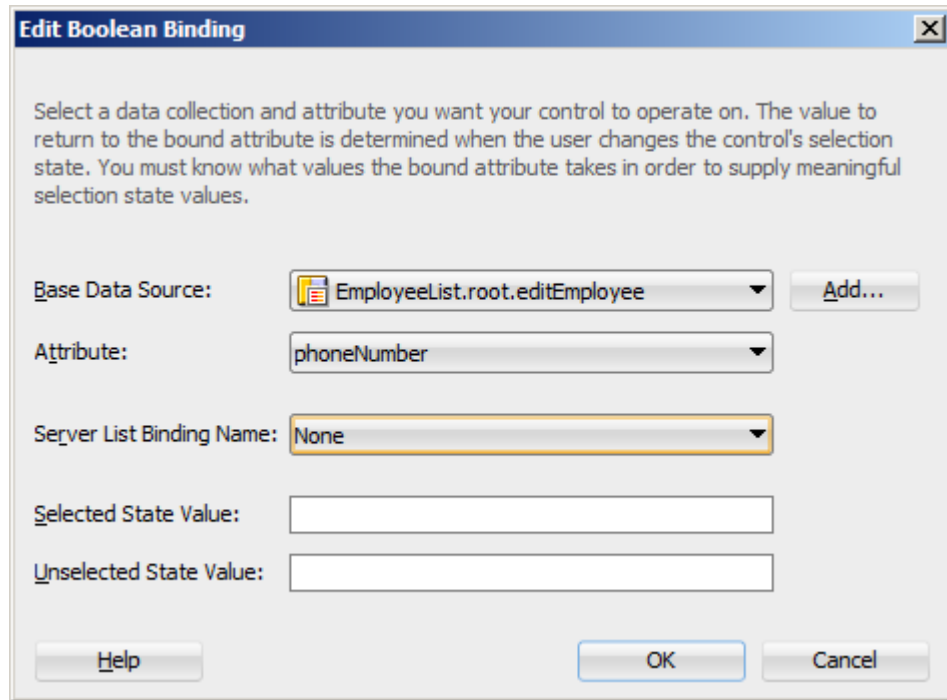 Edit Boolean Binding
Select a data collection and attribute you want your control to operate on. The value to
return to the bound attribute is determined when the user changes the control's selection
state. You must know what values the bound attribute takes in order to supply meaningful
selection state values.
Base Data Source: EmployeeList.root.editEmployee Add...
Attribute: phoneNumber
Server List Binding Name: None
Selected State Value:
Unselected State Value:
Help OK Cancel